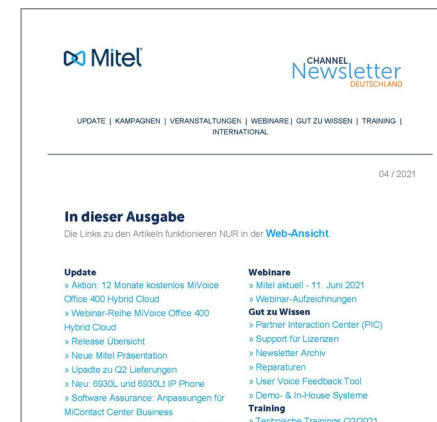 Mitel
CHANNEL
Newsletter
DEUTSCHLAND
UPDATE | KAMPAGNEN | VERANSTALTUNGEN | WEBINARE | GUT ZU WISSEN | TRAINING |
INTERNATIONAL
04 / 2021
In dieser Ausgabe
Die Links zu den Artikeln funktionieren NUR in der Web-Ansicht.
Update
» Aktion: 12 Monate kostenlos MiVoice
Office 400 Hybrid Cloud
» Webinar-Reihe MiVoice Office 400
Hybrid Cloud
» Release Übersicht
» Neue Mitel Präsentation
» Upadte zu Q2 Lieferungen
» Neu: 6930L und 6930Lt IP Phone
» Software Assurance: Anpassungen für
MiContact Center Business
Webinare
» Mitel aktuell - 11. Juni 2021
» Webinar-Aufzeichnungen
Gut zu Wissen
» Partner Interaction Center (PIC)
» Support für Lizenzen
» Newsletter Archiv
» Reparaturen
» User Voice Feedback Tool
» Demo- & In-House Systeme
Training
» Technische Trainings Q2/2021